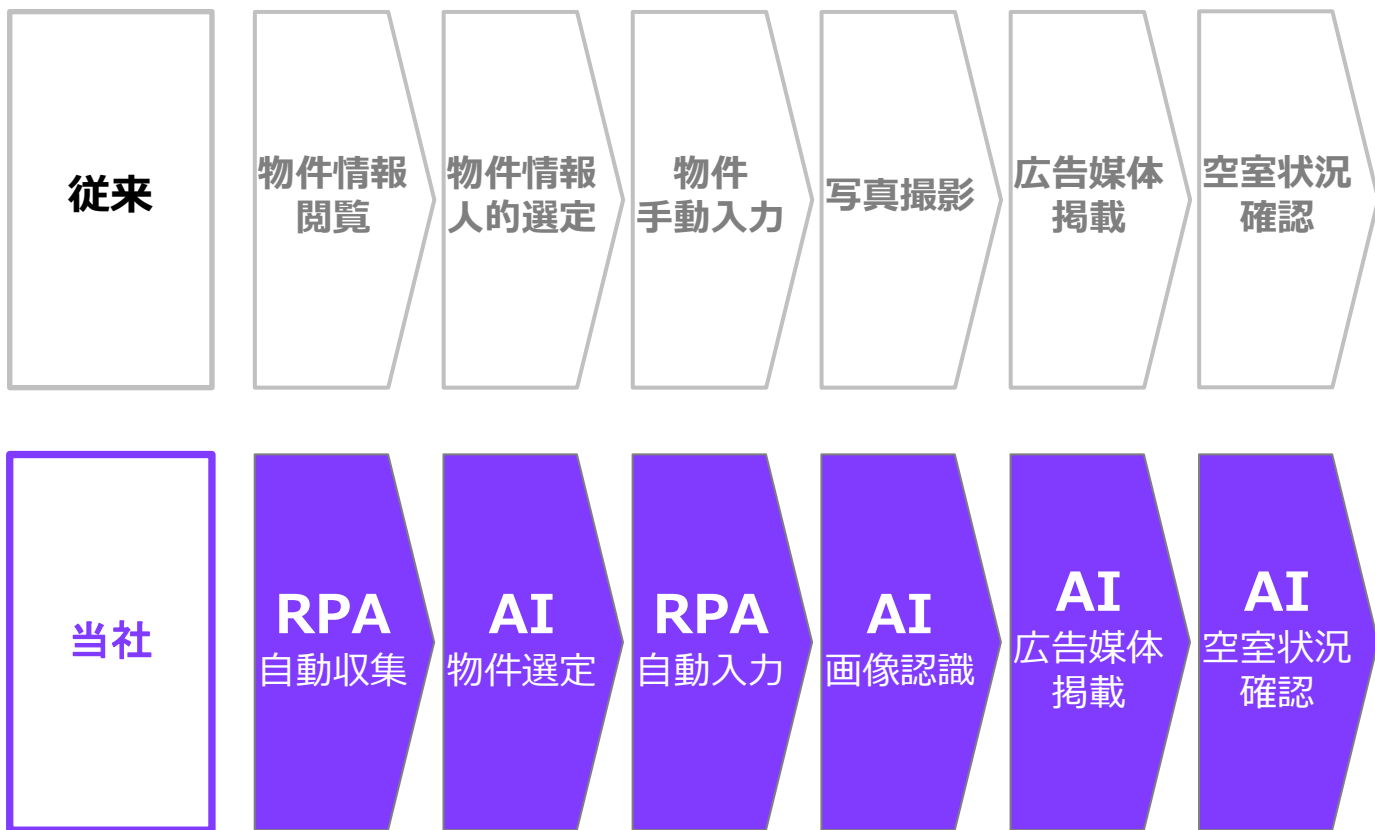 従来
物件情報
閲覧
物件情報
人的選定
物件
手動入力
写真撮影
広告媒体
掲載
空室状況
確認
当社
RPA
自動収集
AI
物件選定
RPA
自動入力
AI
画像認識
AI
広告媒体
掲載
AI
空室状況
確認